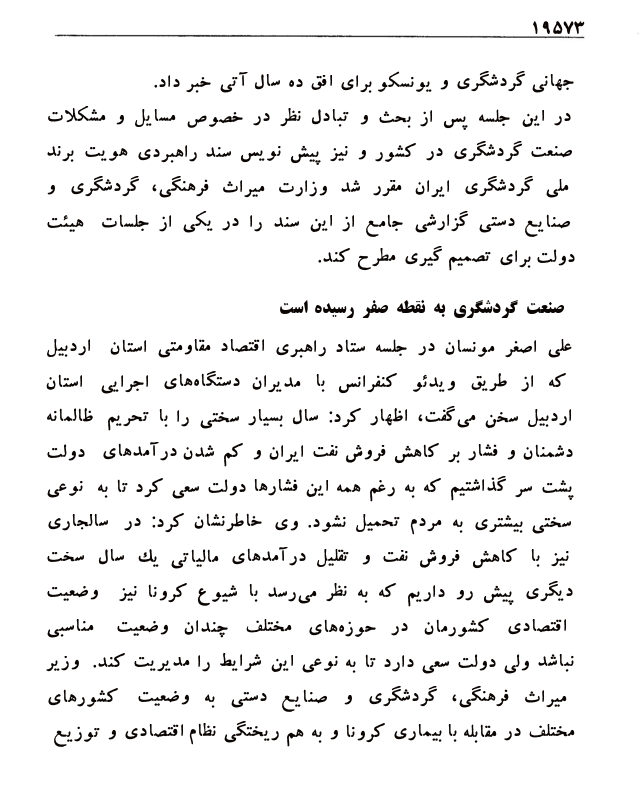 ۱۹۵۷۳
جهانی گردشگری و یونسکو برای افق ده سال آتی خبر داد.
در این جلسه پس از بحث و تبادل نظر در خصوص مسایل و مشکلات
صنعت گردشگری در کشور و نیز پیش نویس سند راهبردی هویت برند
ملی گردشگری ایران مقرر شد وزارت میراث فرهنگی، گردشگری و
صنایع دستی گزارشی جامع از این سند را در یکی از جلسات هیئت
دولت برای تصمیم گیری مطرح کند.
صنعت گردشگری به نقطه صفر رسیده است
علی اصغر مونسان در جلسه ستاد راهبری اقتصاد مقاومتی استان اردبیل
که از طریق ویدئو کنفرانس با مدیران دستگاه‌های اجرایی استان
اردبیل سخن می‌گفت، اظهار کرد: سال بسیار سختی را با تحریم ظالمانه
دشمنان و فشار بر کاهش فروش نفت ایران و کم شدن درآمدهای دولت
پشت سر گذاشتیم که به رغم همه این فشارها دولت سعی کرد تا به نوعی
سختی بیشتری به مردم تحمیل نشود. وی خاطرنشان کرد: در سالجاری
نیز با کاهش فروش نفت و تقلیل درآمدهای مالیاتی یك سال سخت
دیگری پیش رو داریم که به نظر می‌رسد با شیوع کرونا نیز وضعیت
اقتصادی کشورمان در حوزه‌های مختلف چندان وضعیت مناسبی
نباشد ولی دولت سعی دارد تا به نوعی این شرایط را مدیریت کند. وزیر
میراث فرهنگی، گردشگری و صنایع دستی به وضعیت کشورهای
مختلف در مقابله با بیماری کرونا و به هم ریختگی نظام اقتصادی و توزیع